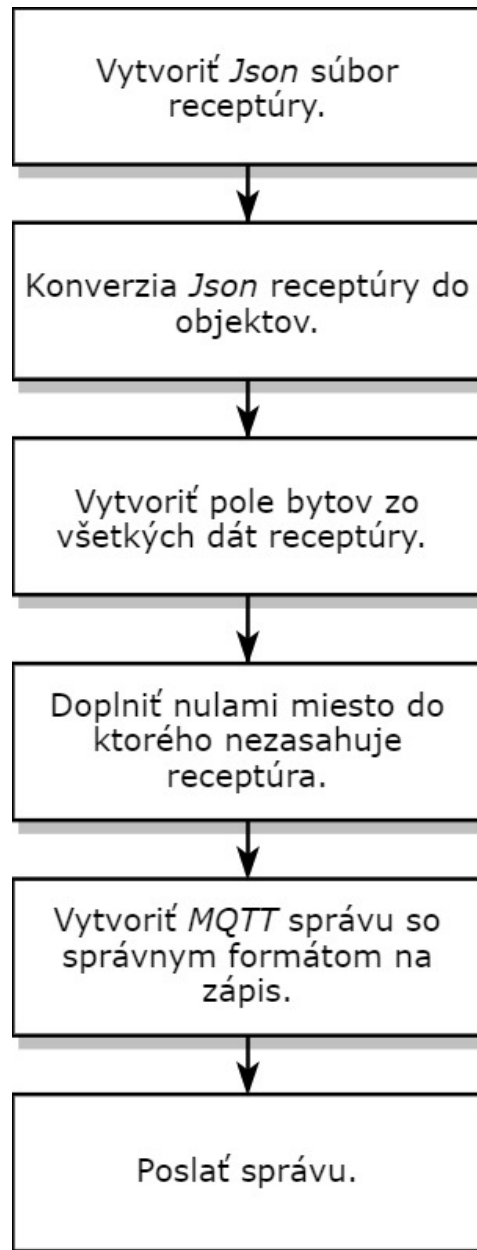 Vytvoriť Json súbor
receptúry.
Konverzia Json receptúry do
objektov.
Vytvoriť pole bytov zo
všetkých dát receptúry.
Doplniť nulami miesto do
ktorého nezasahuje
receptúra.
Vytvoriť MQTT správu so
správnym formátom na
zápis.
Poslať správu.